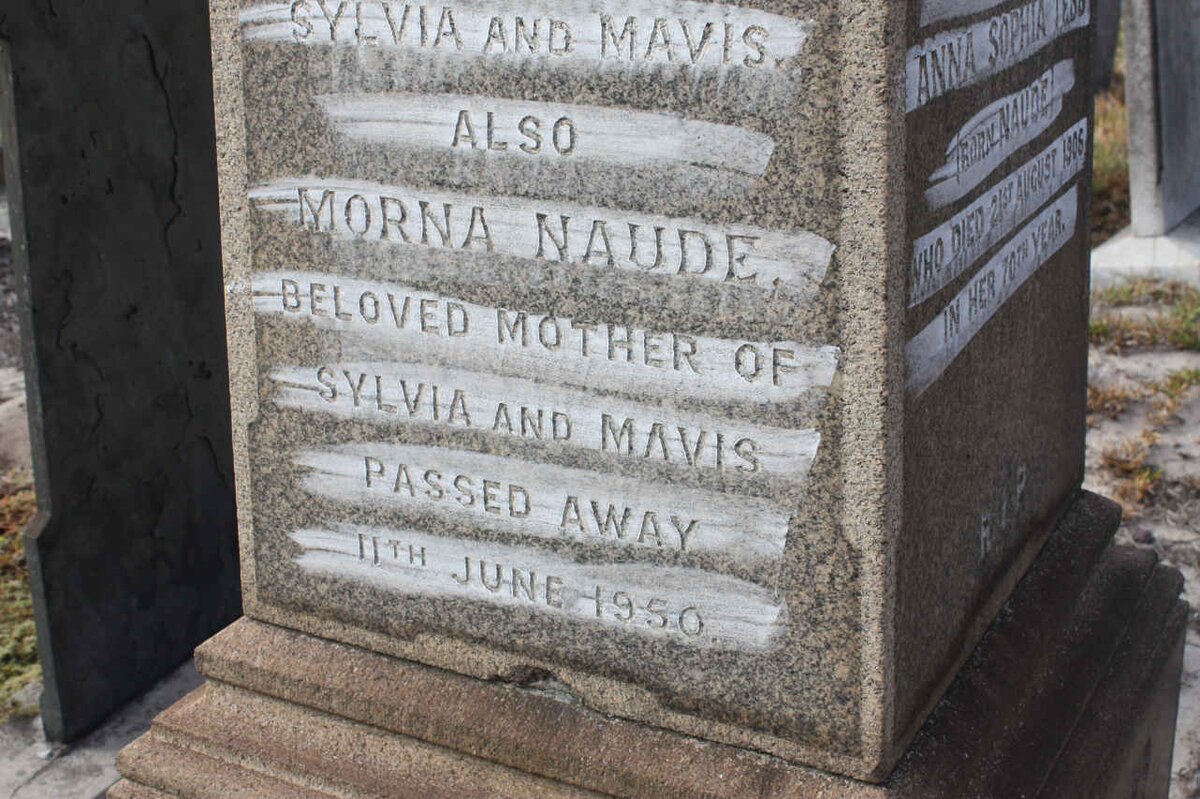 SYLVIA AND MAVIS.
ALSO
MORNA NAUDE,
BELOVED MOTHER OF
SYLVIA AND MAVIS
PASSED AWAY
11TH JUNE 1950.
ANNA SOPHIA
(BORN NAUDE)
WHO DIED 21ST AUGUST 1906
IN HER 70TH YEAR.
R.I.P